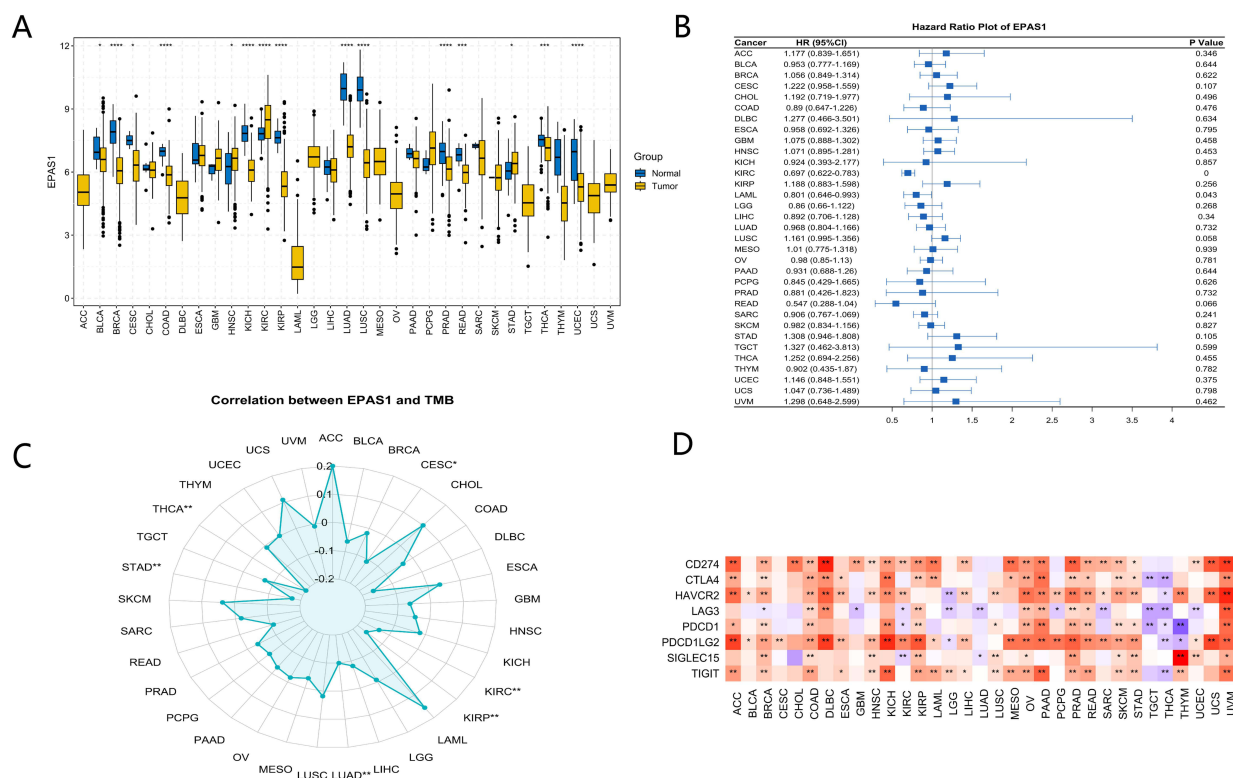 A
EPAS1
12
9
6
3
0
* **** * **** * **** **** **** **** **** **** *** * *** ****
Group
Normal
Tumor
ACC BLCA BRCA CESC CHOL COAD DLBC ESCA GBM HNSC KICH KIRC KIRP LAML LGG LIHC LUAD LUSC MESO OV PAAD PCPG PRAD READ SARC SKCM STAD TGCT THCA THYM UCEC UCS UVM
B
Hazard Ratio Plot of EPAS1
Cancer HR (95%CI) P Value
ACC 1.177 (0.839-1.651) 0.346
BLCA 0.953 (0.777-1.169) 0.644
BRCA 1.056 (0.849-1.314) 0.622
CESC 1.222 (0.958-1.559) 0.107
CHOL 1.192 (0.719-1.977) 0.496
COAD 0.89 (0.647-1.226) 0.476
DLBC 1.277 (0.466-3.501) 0.634
ESCA 0.958 (0.692-1.326) 0.795
GBM 1.075 (0.888-1.302) 0.458
HNSC 1.071 (0.895-1.281) 0.453
KICH 0.924 (0.393-2.177) 0.857
KIRC 0.697 (0.622-0.783) 0
KIRP 1.188 (0.883-1.598) 0.256
LAML 0.801 (0.646-0.993) 0.043
LGG 0.86 (0.66-1.122) 0.268
LIHC 0.892 (0.706-1.128) 0.34
LUAD 0.968 (0.804-1.166) 0.732
LUSC 1.161 (0.995-1.356) 0.058
MESO 1.01 (0.775-1.318) 0.939
OV 0.98 (0.85-1.13) 0.781
PAAD 0.931 (0.688-1.26) 0.644
PCPG 0.845 (0.429-1.665) 0.626
PRAD 0.881 (0.426-1.823) 0.732
READ 0.547 (0.288-1.04) 0.066
SARC 0.906 (0.767-1.069) 0.241
SKCM 0.982 (0.834-1.156) 0.827
STAD 1.308 (0.946-1.808) 0.105
TGCT 1.327 (0.462-3.813) 0.599
THCA 1.252 (0.694-2.256) 0.455
THYM 0.902 (0.435-1.87) 0.782
UCEC 1.146 (0.848-1.551) 0.375
UCS 1.047 (0.736-1.489) 0.798
UVM 1.298 (0.648-2.599) 0.462
0.5 1 1.5 2 2.5 3 3.5 4
C
Correlation between EPAS1 and TMB
0.2
0.1
0
-0.1
-0.2
ACC
BLCA
BRCA
CESC*
CHOL
COAD
DLBC
ESCA
GBM
HNSC
KICH
KIRC**
KIRP**
LAML
LGG
LIHC
LUAD**
LUSC
MESO
OV
PAAD
PCPG
PRAD
READ
SARC
SKCM
STAD**
TGCT
THCA**
THYM
UCEC
UCS
UVM
D
CD274
CTLA4
HAVCR2
LAG3
PDCD1
PDCD1LG2
SIGLEC15
TIGIT
ACC BLCA BRCA CESC CHOL COAD DLBC ESCA GBM HNSC KICH KIRC KIRP LAML LGG LIHC LUAD LUSC MESO OV PAAD PCPG PRAD READ SARC SKCM STAD TGCT THCA THYM UCEC UCS UVM